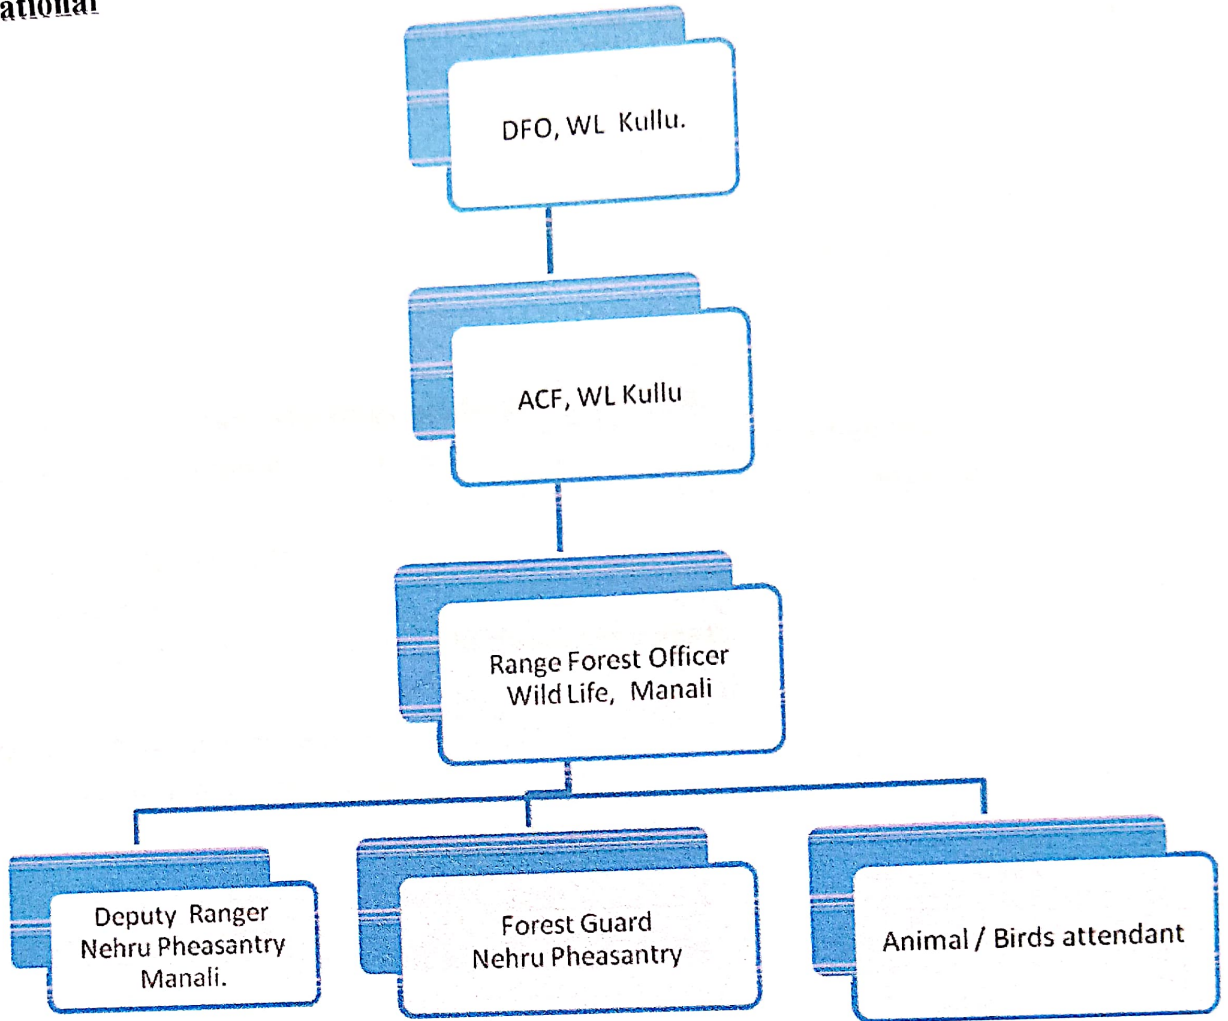 DFO, WL Kullu.
ACF, WL Kullu
Range Forest Officer
Wild Life, Manali
Deputy Ranger
Nehru Pheasantry
Manali.
Forest Guard
Nehru Pheasantry
Animal / Birds attendant